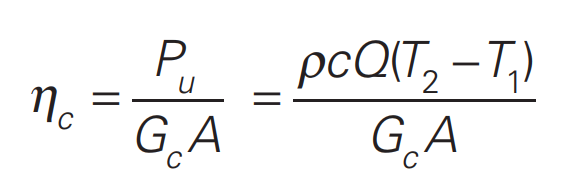 η_c = P_u / (G_c A) = ρcQ(T_2 – T_1) / (G_c A)